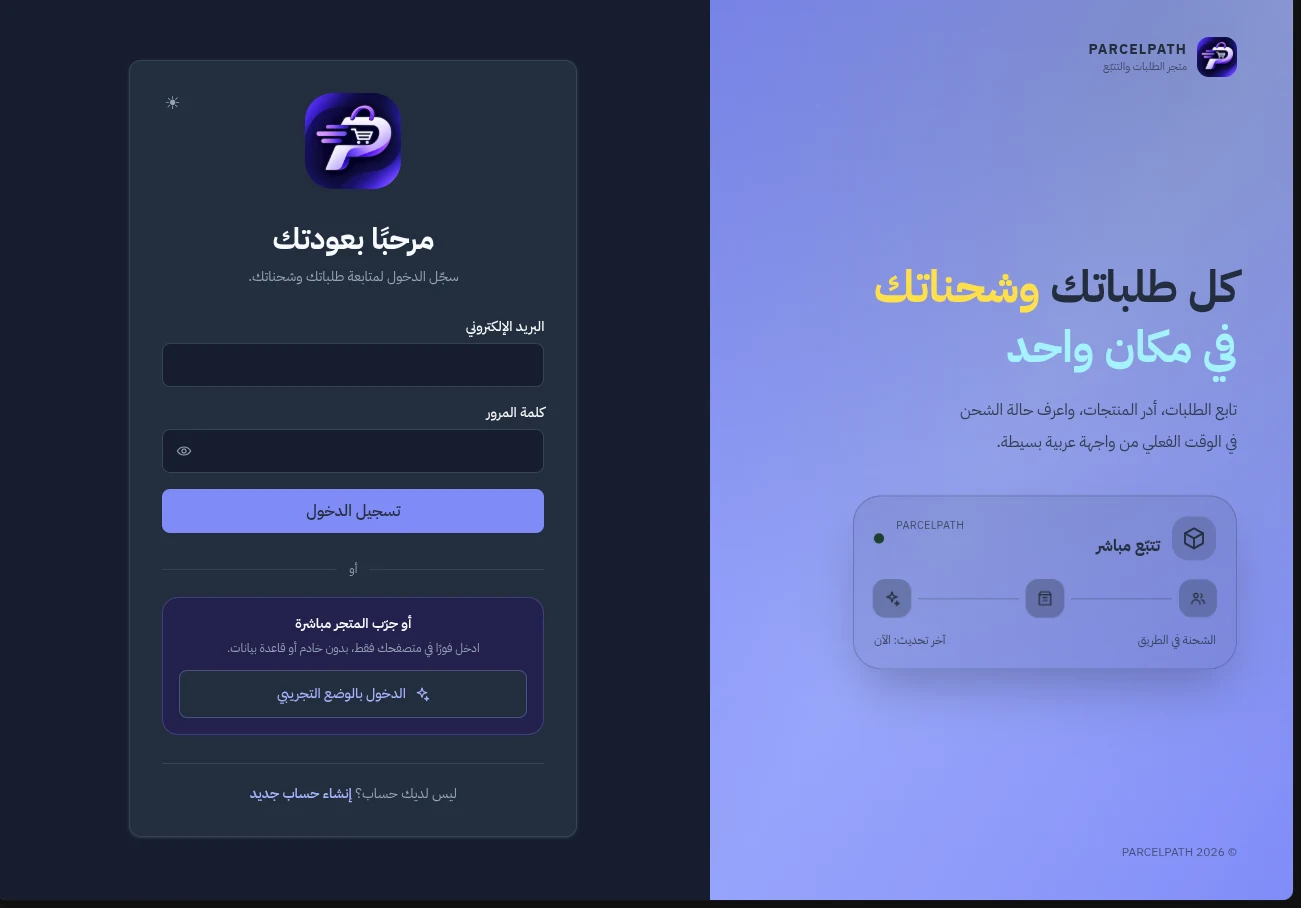 PARCELPATH
متجر الطلبات والتتبّع
كل طلباتك وشحناتك
في مكان واحد
تابع الطلبات، أدر المنتجات، واعرف حالة الشحن
في الوقت الفعلي من واجهة عربية بسيطة.
PARCELPATH
تتبّع مباشر
الشحنة في الطريق
آخر تحديث: الآن
© 2026 PARCELPATH
مرحبًا بعودتك
سجّل الدخول لمتابعة طلباتك وشحناتك.
البريد الإلكتروني
كلمة المرور
تسجيل الدخول
أو
أو جرّب المتجر مباشرة
ادخل فورًا في متصفحك فقط، بدون خادم أو قاعدة بيانات.
الدخول بالوضع التجريبي
ليس لديك حساب؟ إنشاء حساب جديد